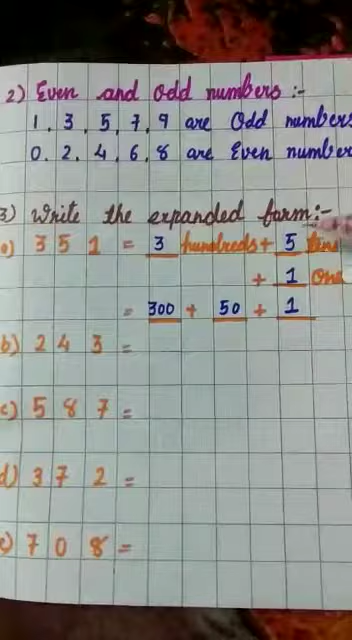 2) Even and Odd numbers :-
1, 3, 5, 7, 9 are Odd numbers
0, 2, 4, 6, 8 are Even number
3) Write the expanded form:-
a) 3 5 1 = 3 hundreds + 5 tens
+ 1 one
= 300 + 50 + 1
b) 2 4 3 =
c) 5 8 7 =
d) 3 7 2 =
e) 7 0 8 =